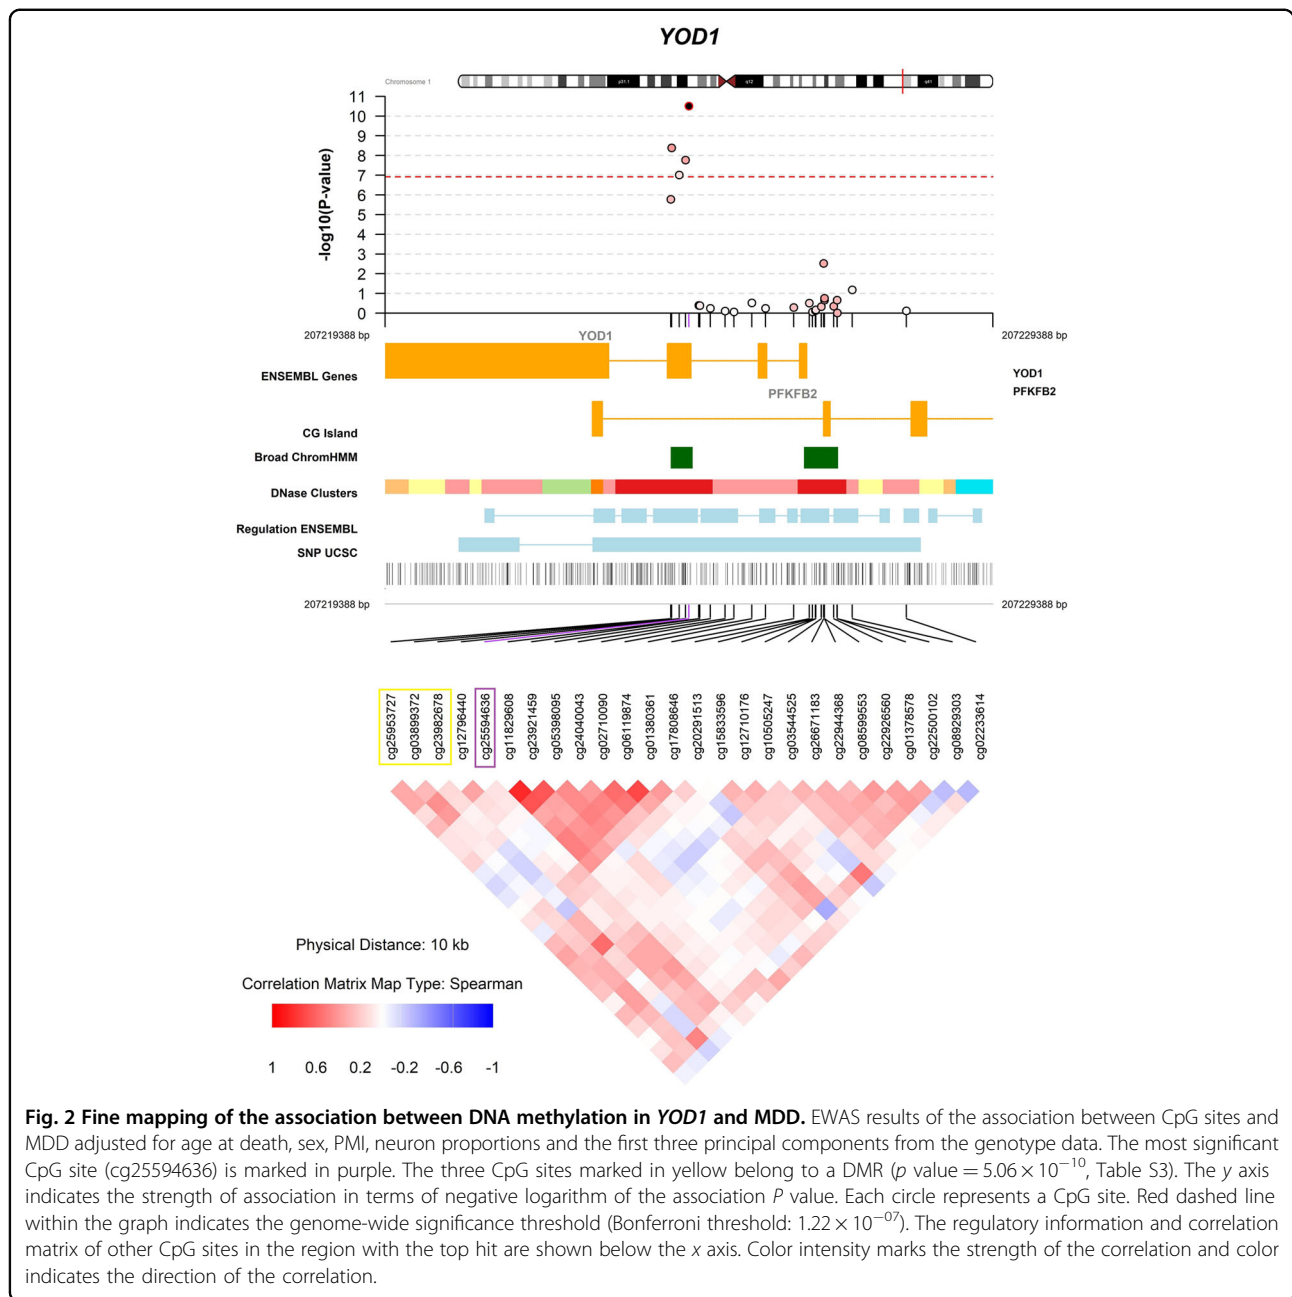 YOD1
Chromosome 1
p31.1
q12
q41
11
10
9
8
7
6
5
4
3
2
1
0
-log10(P-value)
207219388 bp
207229388 bp
YOD1
ENSEMBL Genes
YOD1
PFKFB2
PFKFB2
CG Island
Broad ChromHMM
DNase Clusters
Regulation ENSEMBL
SNP UCSC
207219388 bp
207229388 bp
cg25953727
cg03899372
cg23982678
cg12796440
cg25594636
cg11829608
cg23921459
cg05398095
cg24040043
cg02710090
cg06119874
cg01380361
cg17808646
cg20291513
cg15833596
cg12710176
cg10505247
cg03544525
cg26671183
cg22944368
cg08599553
cg22926560
cg01378578
cg22500102
cg08929303
cg02233614
Physical Distance: 10 kb
Correlation Matrix Map Type: Spearman
1 0.6 0.2 -0.2 -0.6 -1
Fig. 2 Fine mapping of the association between DNA methylation in YOD1 and MDD. EWAS results of the association between CpG sites and
MDD adjusted for age at death, sex, PMI, neuron proportions and the first three principal components from the genotype data. The most significant
CpG site (cg25594636) is marked in purple. The three CpG sites marked in yellow belong to a DMR (p value = 5.06 × 10⁻¹⁰, Table S3). The y axis
indicates the strength of association in terms of negative logarithm of the association P value. Each circle represents a CpG site. Red dashed line
within the graph indicates the genome-wide significance threshold (Bonferroni threshold: 1.22 × 10⁻⁰⁷). The regulatory information and correlation
matrix of other CpG sites in the region with the top hit are shown below the x axis. Color intensity marks the strength of the correlation and color
indicates the direction of the correlation.